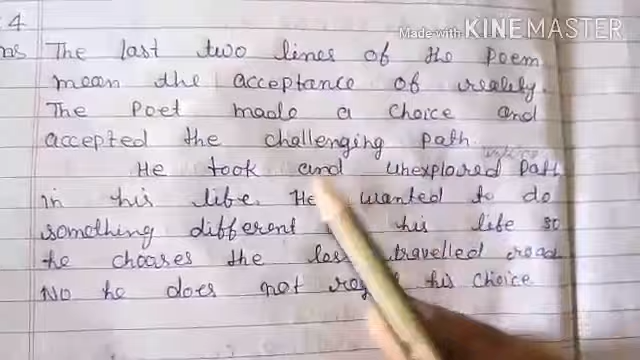 4
Made with KINEMASTER
ans The last two lines of the poem
mean the acceptance of reality.
The Poet made a choice and
accepted the challenging path.
He took and unexplored path
in his life. He wanted to do
something different his life so
he chooses the less travelled road
No he does not his choice